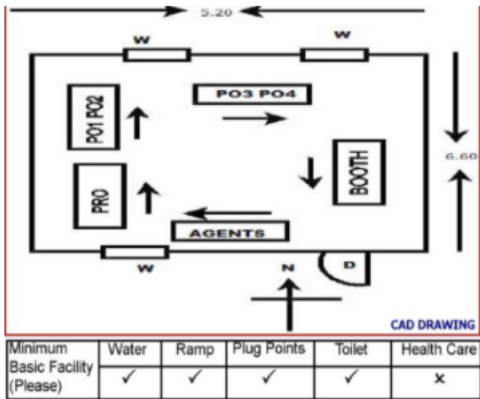 5.20
W
W
PO1 PO2
PO3 PO4
6.60
BOOTH
PRO
AGENTS
W
N
D
CAD DRAWING
Minimum Basic Facility (Please) Water Ramp Plug Points Toilet Health Care
✓ ✓ ✓ ✓ x